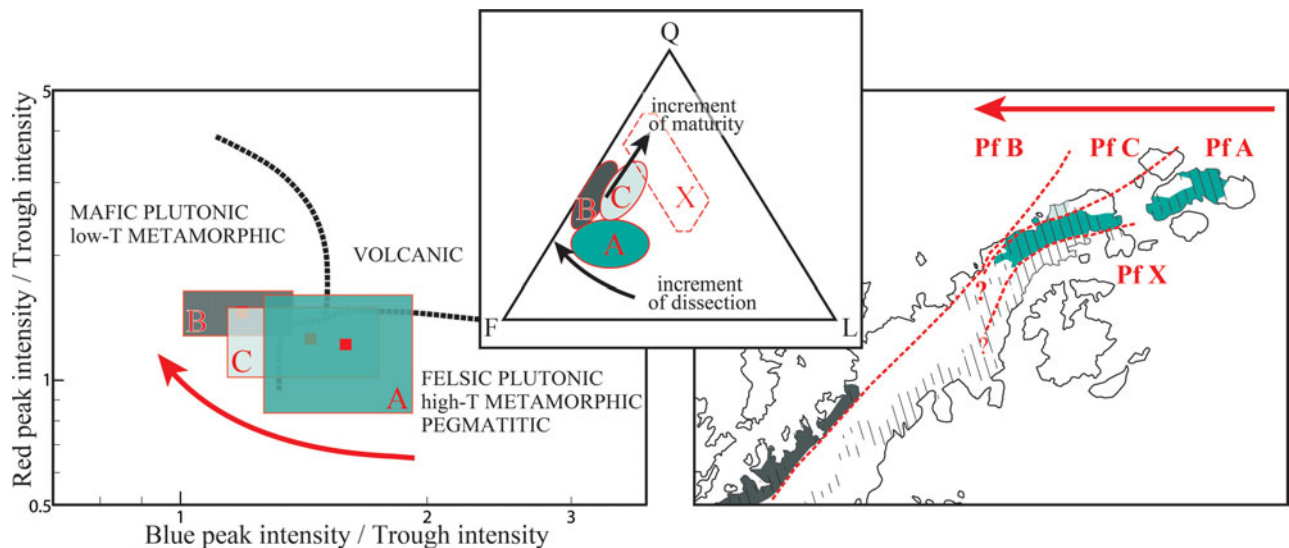 5
1
0.5
Red peak intensity / Trough intensity
MAFIC PLUTONIC
low-T METAMORPHIC
VOLCANIC
B
C
A
FELSIC PLUTONIC
high-T METAMORPHIC
PEGMATITIC
1
2
3
Blue peak intensity / Trough intensity
Q
increment
of maturity
B
C
X
A
increment
of dissection
F
L
Pf B
Pf C
Pf A
Pf X
?
?